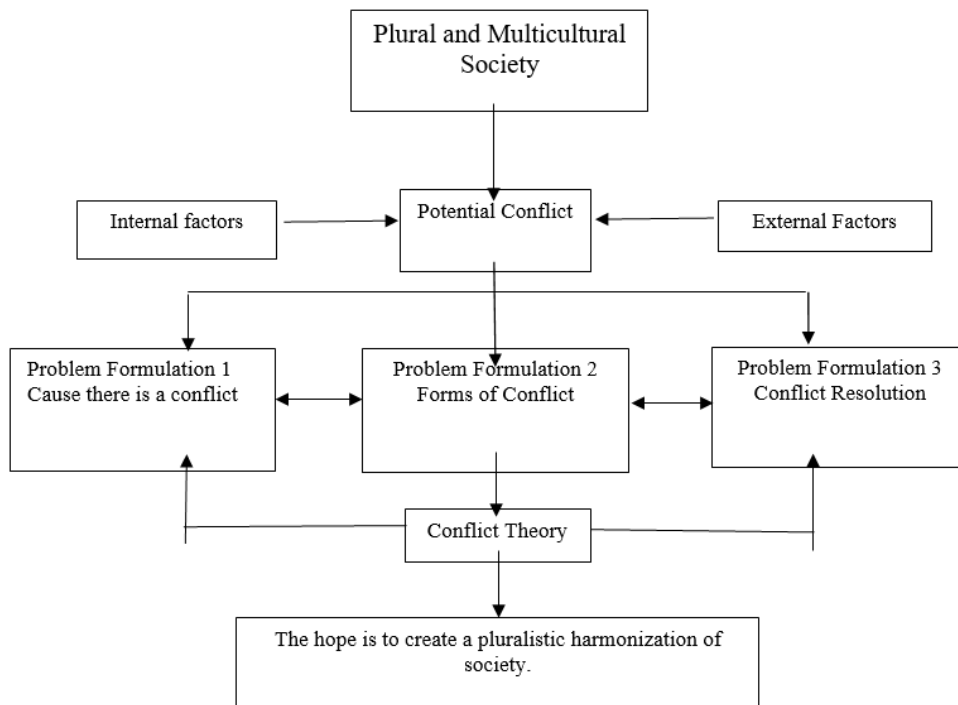 Plural and Multicultural
Society
Internal factors
Potential Conflict
External Factors
Problem Formulation 1
Cause there is a conflict
Problem Formulation 2
Forms of Conflict
Problem Formulation 3
Conflict Resolution
Conflict Theory
The hope is to create a pluralistic harmonization of
society.